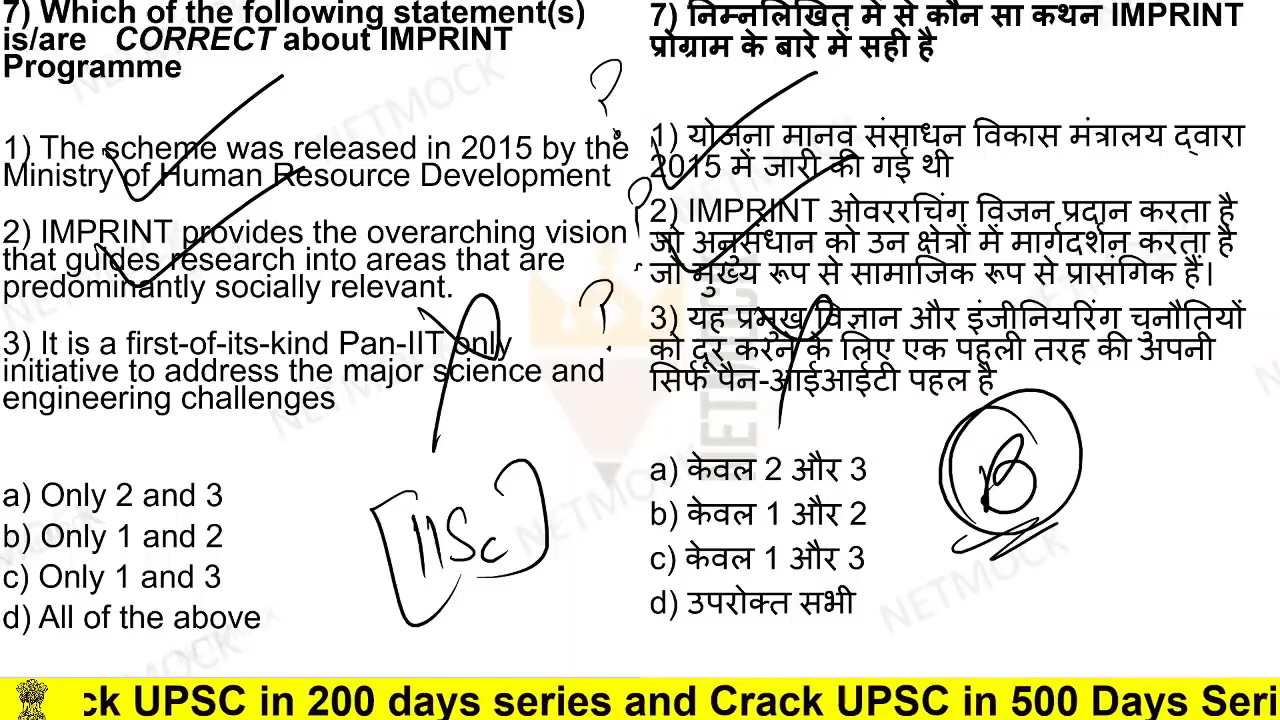 7) Which of the following statement(s)
is/are CORRECT about IMPRINT
Programme
1) The scheme was released in 2015 by the
Ministry of Human Resource Development
2) IMPRINT provides the overarching vision
that guides research into areas that are
predominantly socially relevant.
3) It is a first-of-its-kind Pan-IIT only
initiative to address the major science and
engineering challenges
a) Only 2 and 3
b) Only 1 and 2
c) Only 1 and 3
d) All of the above
IISc
7) निम्नलिखित में से कौन सा कथन IMPRINT
प्रोग्राम के बारे में सही है
1) योजना मानव संसाधन विकास मंत्रालय द्वारा
2015 में जारी की गई थी
2) IMPRINT ओवररचिंग विजन प्रदान करता है
जो अनुसंधान को उन क्षेत्रों में मार्गदर्शन करता है
जो मुख्य रूप से सामाजिक रूप से प्रासंगिक हैं।
3) यह प्रमुख विज्ञान और इंजीनियरिंग चुनौतियों
को दूर करने के लिए एक पहली तरह की अपनी
सिर्फ पैन-आईआईटी पहल है
a) केवल 2 और 3
b) केवल 1 और 2
c) केवल 1 और 3
d) उपरोक्त सभी
B
NETMOCK
ck UPSC in 200 days series and Crack UPSC in 500 Days Seri